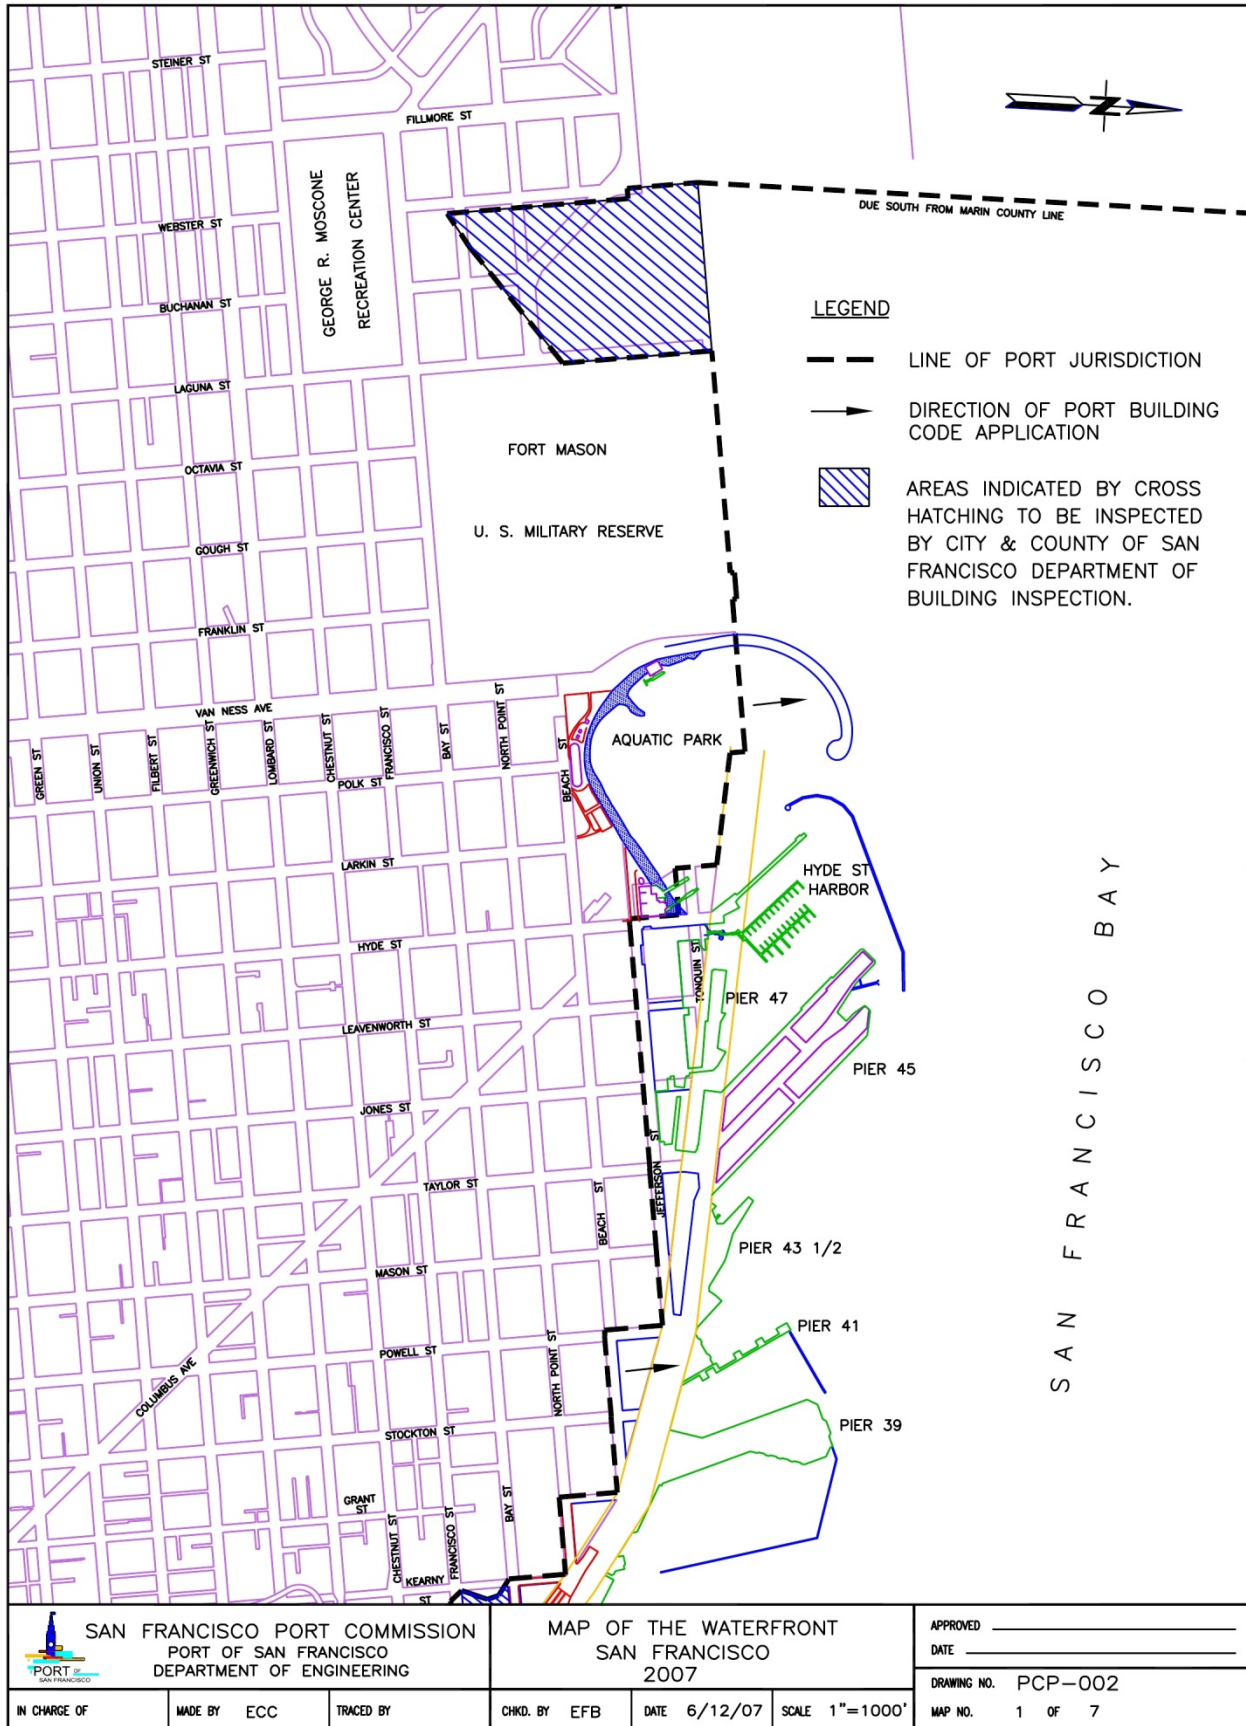 STEINER ST
FILLMORE ST
GEORGE R. MOSCONE
RECREATION CENTER
WEBSTER ST
BUCHANAN ST
LAGUNA ST
OCTAVIA ST
GOUGH ST
FRANKLIN ST
VAN NESS AVE
N
DUE SOUTH FROM MARIN COUNTY LINE
LEGEND
LINE OF PORT JURISDICTION
DIRECTION OF PORT BUILDING
CODE APPLICATION
AREAS INDICATED BY CROSS
HATCHING TO BE INSPECTED
BY CITY & COUNTY OF SAN
FRANCISCO DEPARTMENT OF
BUILDING INSPECTION.
FORT MASON
U. S. MILITARY RESERVE
GREEN ST
UNION ST
FILBERT ST
GREENWICH ST
LOMBARD ST
CHESTNUT ST
FRANCISCO ST
BAY ST
NORTH POINT ST
BEACH ST
AQUATIC PARK
POLK ST
LARKIN ST
HYDE ST
LEAVENWORTH ST
JONES ST
TAYLOR ST
MASON ST
POWELL ST
COLUMBUS AVE
STOCKTON ST
GRANT
ST
CHESTNUT ST
FRANCISCO ST
KEARNY
ST
BAY ST
NORTH POINT ST
BEACH ST
JEFFERSON ST
TONQUIN ST
HYDE ST
HARBOR
PIER 47
PIER 45
PIER 43 1/2
PIER 41
PIER 39
SAN FRANCISCO BAY
PORT OF
SAN FRANCISCO
SAN FRANCISCO PORT COMMISSION
PORT OF SAN FRANCISCO
DEPARTMENT OF ENGINEERING
MAP OF THE WATERFRONT
SAN FRANCISCO
2007
APPROVED
DATE
DRAWING NO. PCP-002
IN CHARGE OF
MADE BY ECC
TRACED BY
CHKD. BY EFB
DATE 6/12/07
SCALE 1"=1000'
MAP NO. 1 OF 7